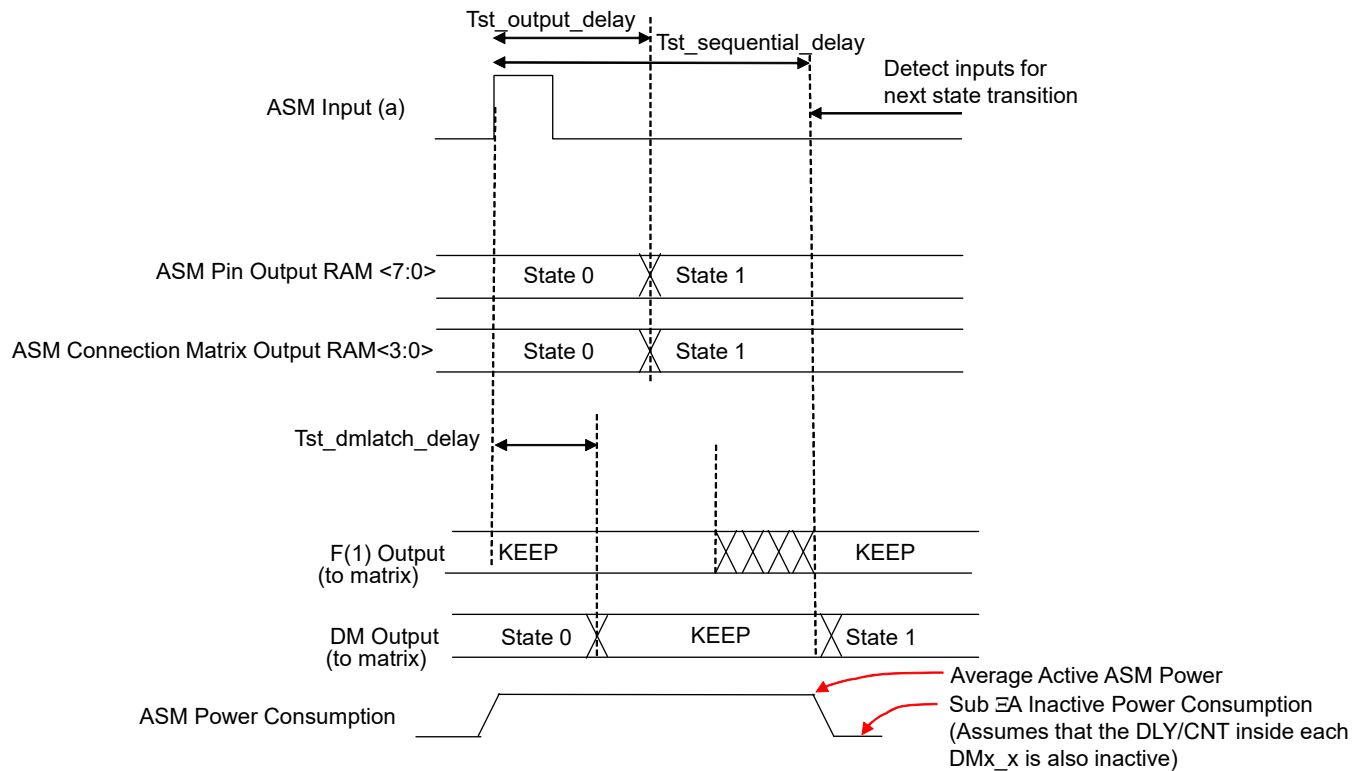 Tst_output_delay
Tst_sequential_delay
Detect inputs for
next state transition
ASM Input (a)
ASM Pin Output RAM <7:0>
State 0
State 1
ASM Connection Matrix Output RAM<3:0>
State 0
State 1
Tst_dmlatch_delay
F(1) Output
(to matrix)
KEEP
KEEP
DM Output
(to matrix)
State 0
KEEP
State 1
ASM Power Consumption
Average Active ASM Power
Sub ΞA Inactive Power Consumption
(Assumes that the DLY/CNT inside each
DMx_x is also inactive)